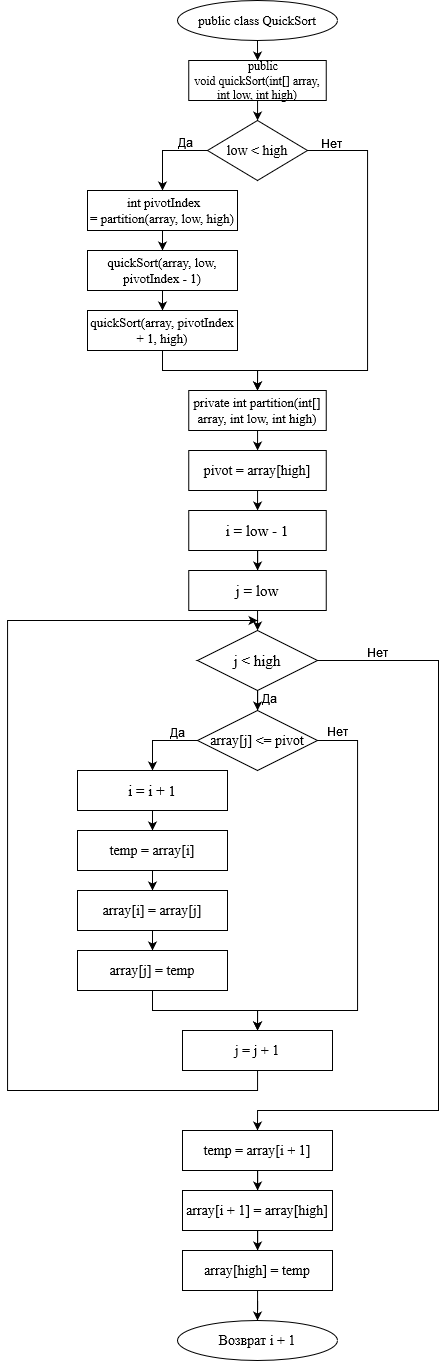 public class QuickSort
public
void quickSort(int[] array,
int low, int high)
low < high
Да
Нет
int pivotIndex
= partition(array, low, high)
quickSort(array, low,
pivotIndex - 1)
quickSort(array, pivotIndex
+ 1, high)
private int partition(int[]
array, int low, int high)
pivot = array[high]
i = low - 1
j = low
j < high
Нет
Да
array[j] <= pivot
Да
Нет
i = i + 1
temp = array[i]
array[i] = array[j]
array[j] = temp
j = j + 1
temp = array[i + 1]
array[i + 1] = array[high]
array[high] = temp
Возврат i + 1